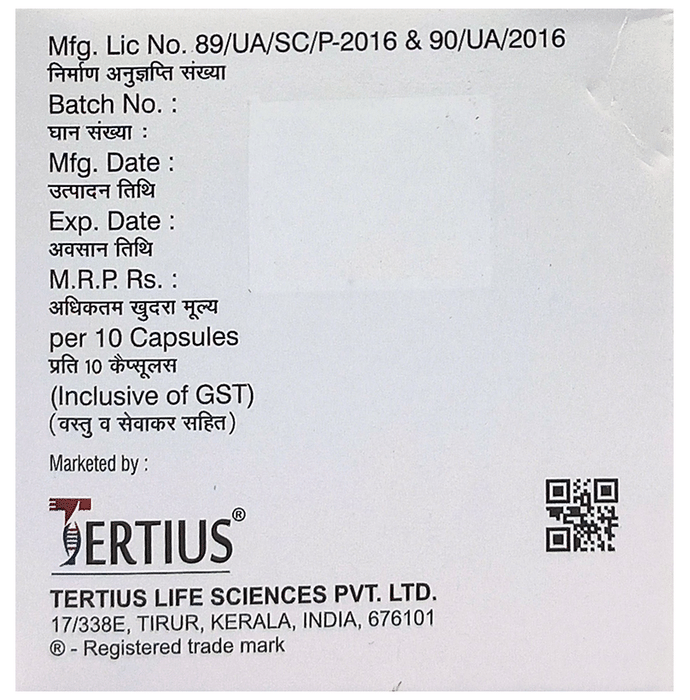 Mfg. Lic No. 89/UA/SC/P-2016 & 90/UA/2016
निर्माण अनुज्ञप्ति संख्या
Batch No. :
घान संख्या :
Mfg. Date :
उत्पादन तिथि
Exp. Date :
अवसान तिथि
M.R.P. Rs. :
अधिकतम खुदरा मूल्य
per 10 Capsules
प्रति 10 कैप्सूलस
(Inclusive of GST)
(वस्तु व सेवाकर सहित)
Marketed by :
TERTIUS®
TERTIUS LIFE SCIENCES PVT. LTD.
17/338E, TIRUR, KERALA, INDIA, 676101
® - Registered trade mark